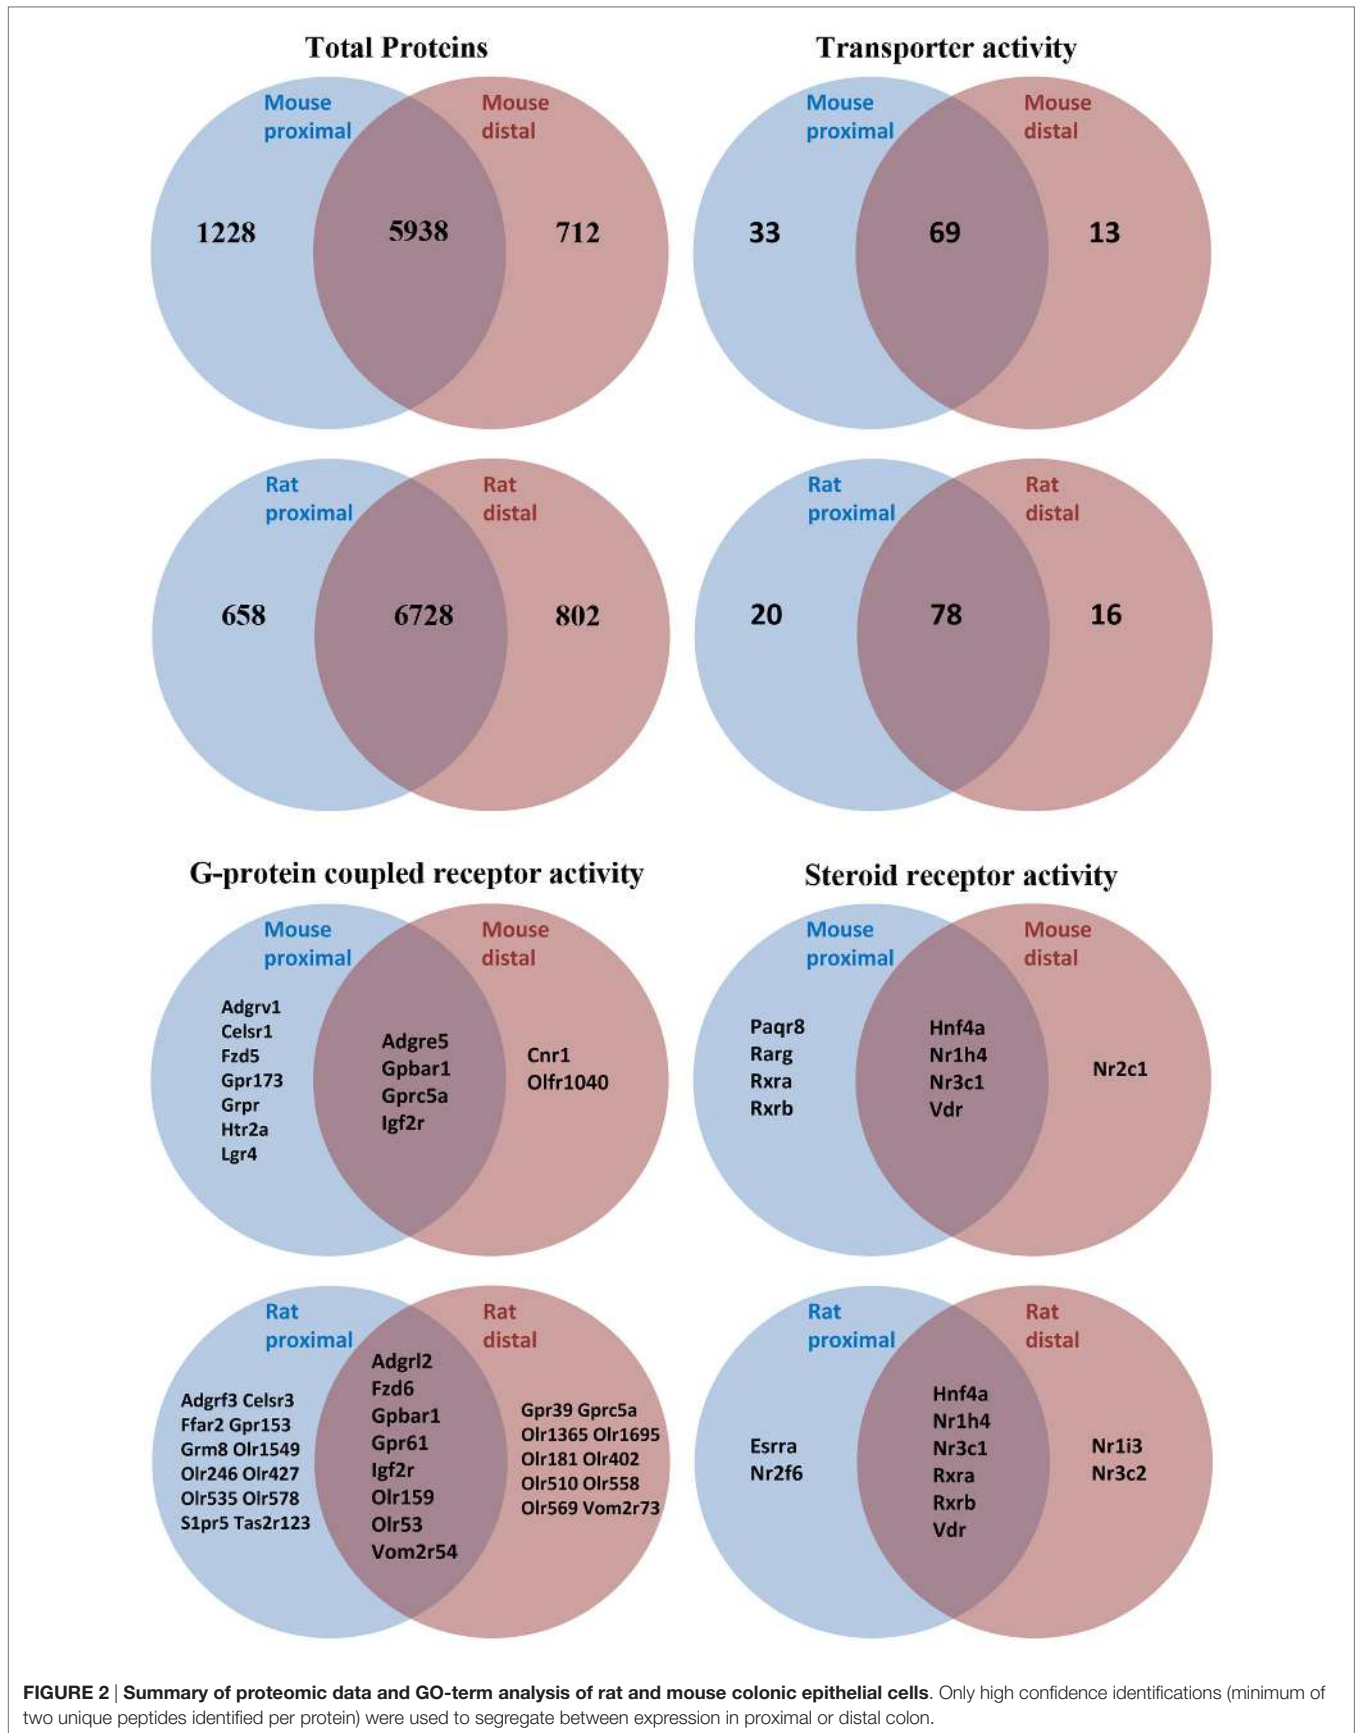 Total Proteins
Mouse
proximal
Mouse
distal
1228
5938
712
Transporter activity
Mouse
proximal
Mouse
distal
33
69
13
Rat
proximal
Rat
distal
658
6728
802
Rat
proximal
Rat
distal
20
78
16
G-protein coupled receptor activity
Mouse
proximal
Mouse
distal
Adgrv1
Celsr1
Fzd5
Gpr173
Grpr
Htr2a
Lgr4
Adgre5
Gpbar1
Gprc5a
Igf2r
Cnr1
Olfr1040
Steroid receptor activity
Mouse
proximal
Mouse
distal
Paqr8
Rarg
Rxra
Rxrb
Hnf4a
Nr1h4
Nr3c1
Vdr
Nr2c1
Rat
proximal
Rat
distal
Adgrf3 Celsr3
Ffar2 Gpr153
Grm8 Olr1549
Olr246 Olr427
Olr535 Olr578
S1pr5 Tas2r123
Adgrl2
Fzd6
Gpbar1
Gpr61
Igf2r
Olr159
Olr53
Vom2r54
Gpr39 Gprc5a
Olr1365 Olr1695
Olr181 Olr402
Olr510 Olr558
Olr569 Vom2r73
Rat
proximal
Rat
distal
Esrra
Nr2f6
Hnf4a
Nr1h4
Nr3c1
Rxra
Rxrb
Vdr
Nr1i3
Nr3c2
FIGURE 2 | Summary of proteomic data and GO-term analysis of rat and mouse colonic epithelial cells. Only high confidence identifications (minimum of
two unique peptides identified per protein) were used to segregate between expression in proximal or distal colon.